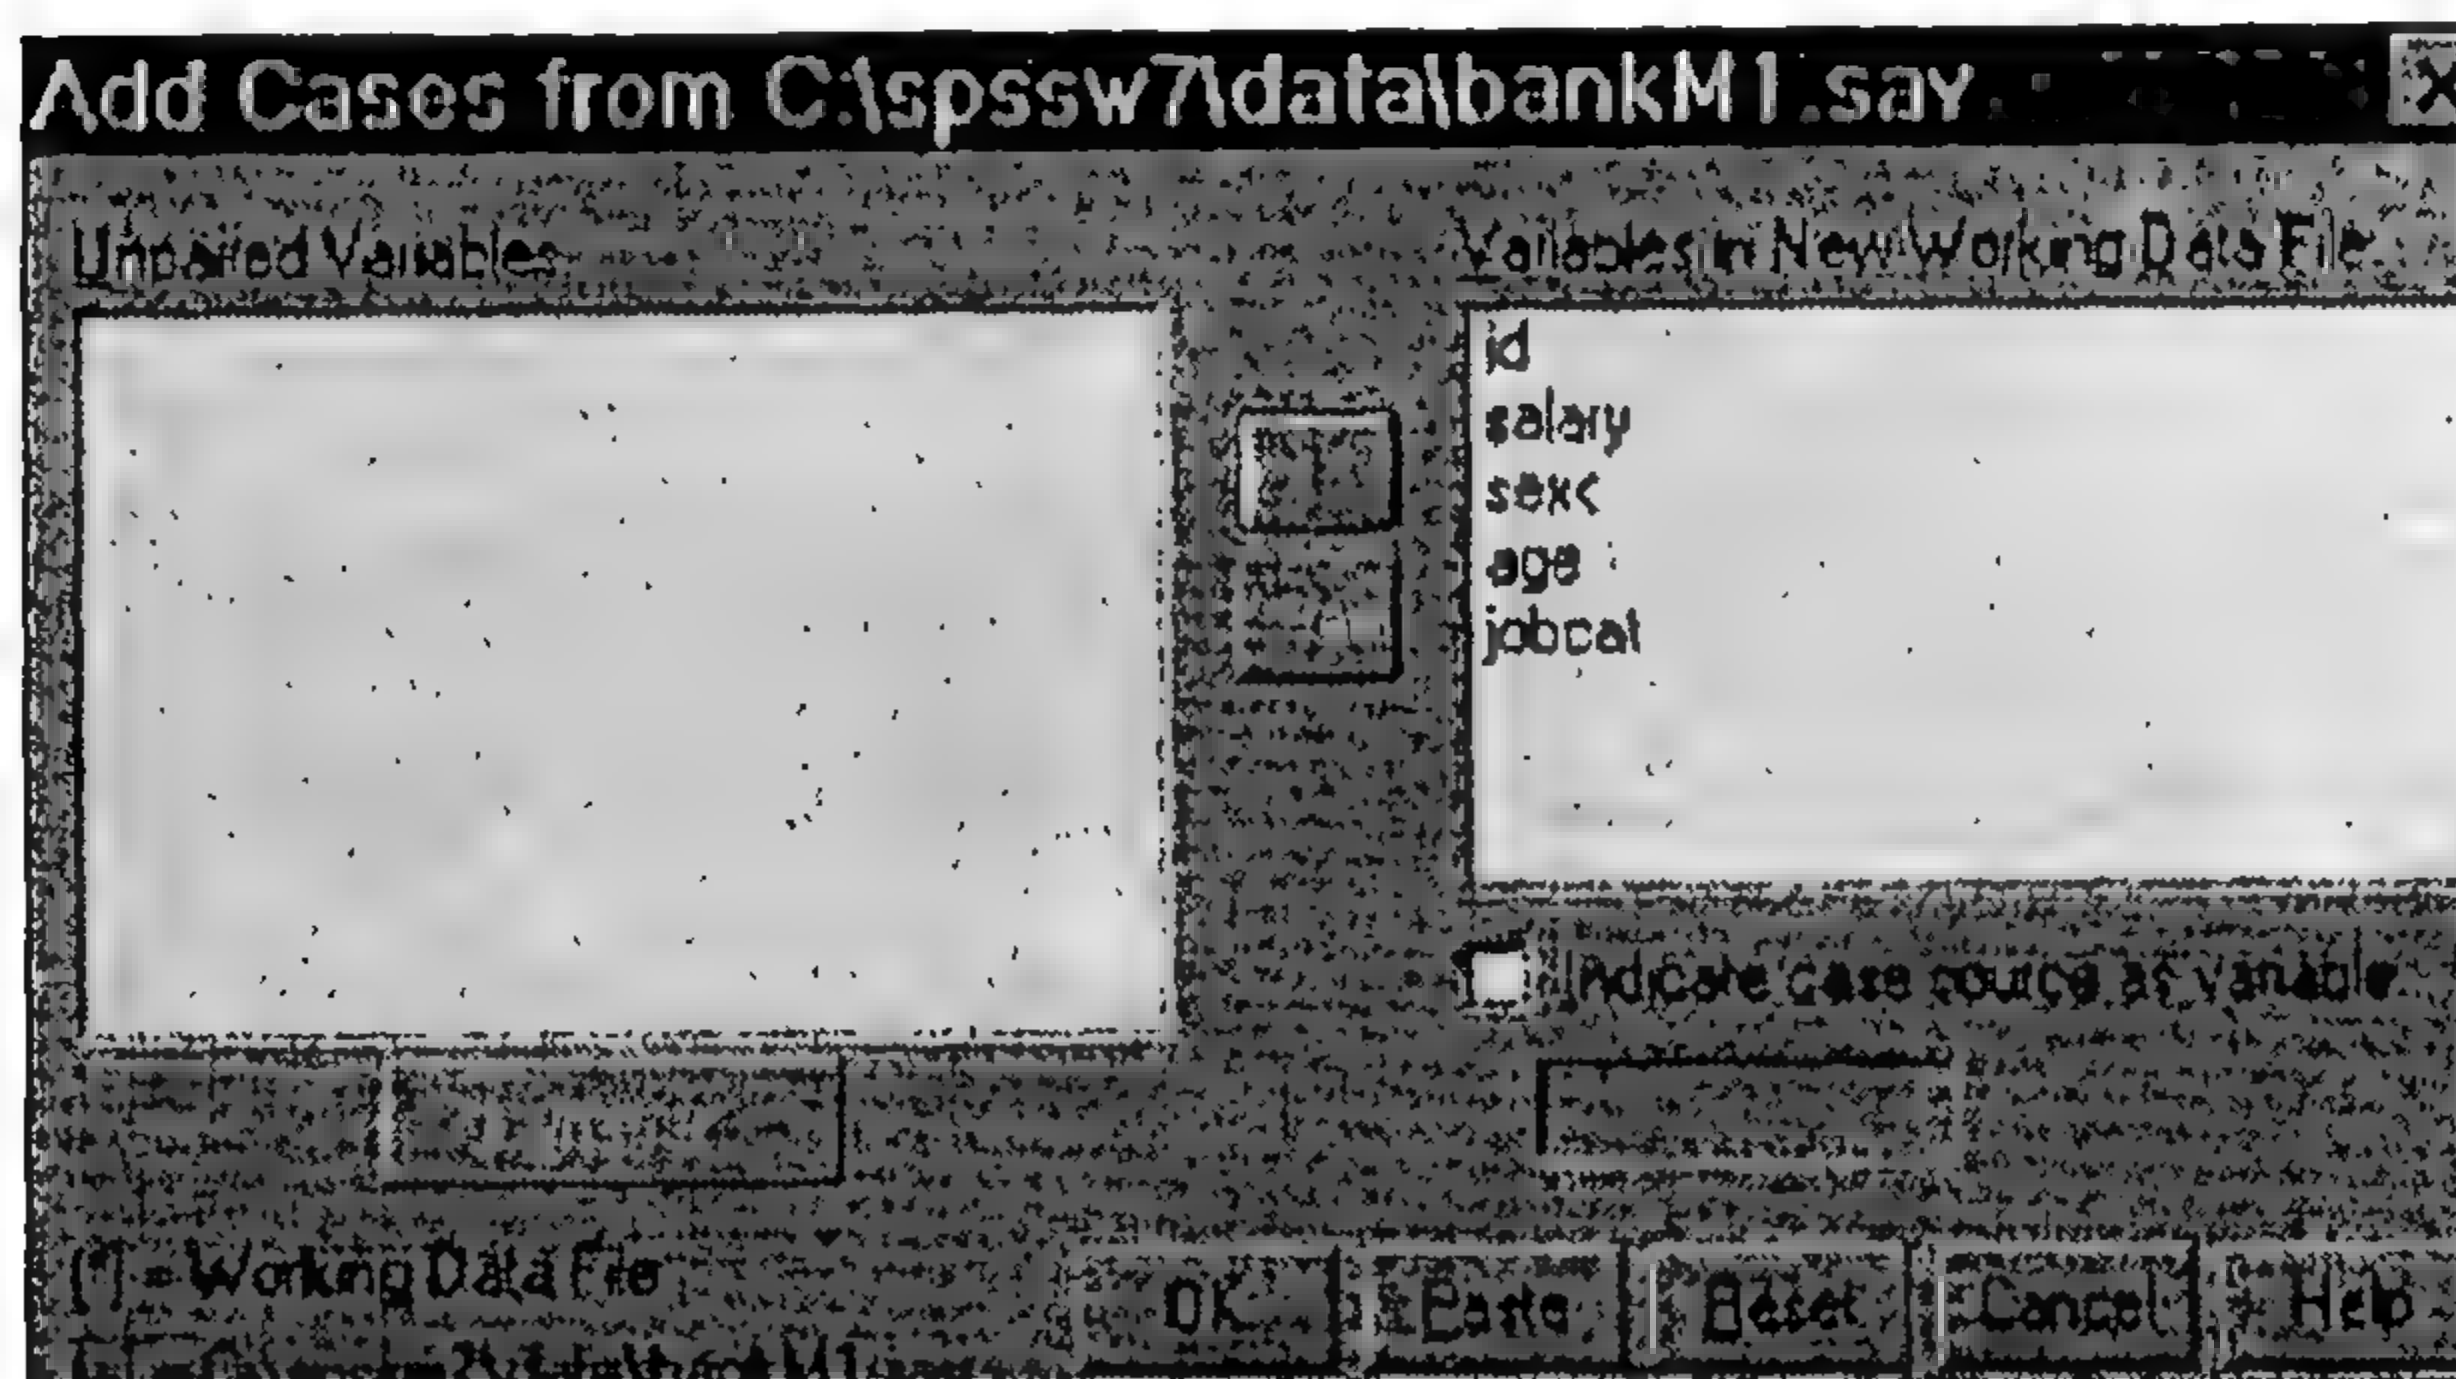 Add Cases from C:\spssw7\data\bankM1.sav
Unpaired Variables:
Variables in New Working Data File:
id
salary
sex<
age
jobcat
Indicate case source as variable
(*) = Working Data File
OK Paste Reset Cancel Help